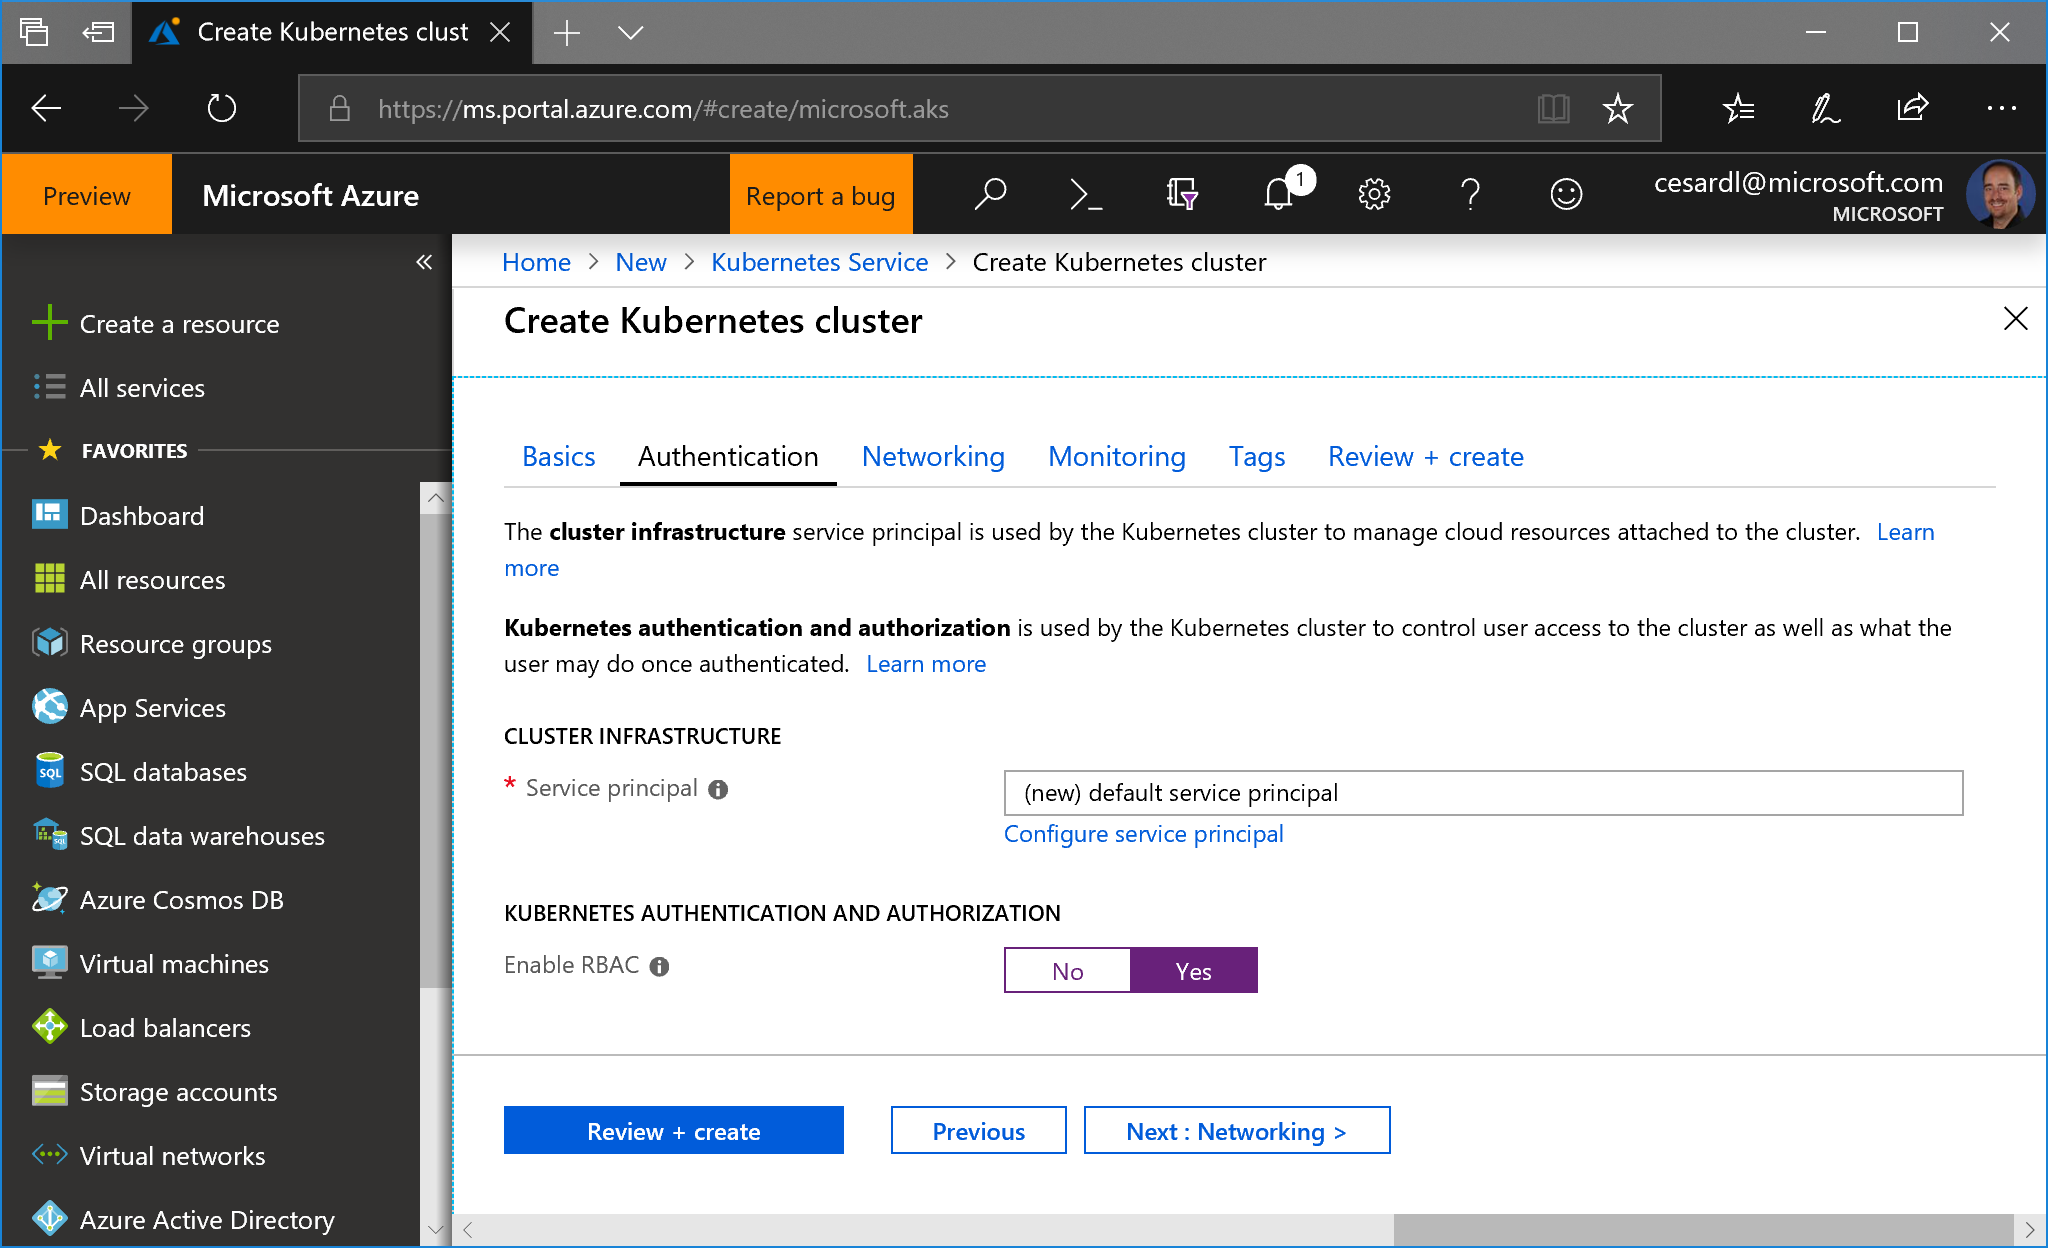 Create Kubernetes clust
https://ms.portal.azure.com/#create/microsoft.aks
Preview
Microsoft Azure
Report a bug
1
cesardl@microsoft.com
MICROSOFT
Create a resource
All services
FAVORITES
Dashboard
All resources
Resource groups
App Services
SQL databases
SQL data warehouses
Azure Cosmos DB
Virtual machines
Load balancers
Storage accounts
Virtual networks
Azure Active Directory
Home > New > Kubernetes Service > Create Kubernetes cluster
Create Kubernetes cluster
Basics Authentication Networking Monitoring Tags Review + create
The cluster infrastructure service principal is used by the Kubernetes cluster to manage cloud resources attached to the cluster. Learn
more
Kubernetes authentication and authorization is used by the Kubernetes cluster to control user access to the cluster as well as what the
user may do once authenticated. Learn more
CLUSTER INFRASTRUCTURE
* Service principal
(new) default service principal
Configure service principal
KUBERNETES AUTHENTICATION AND AUTHORIZATION
Enable RBAC
No Yes
Review + create
Previous
Next : Networking >